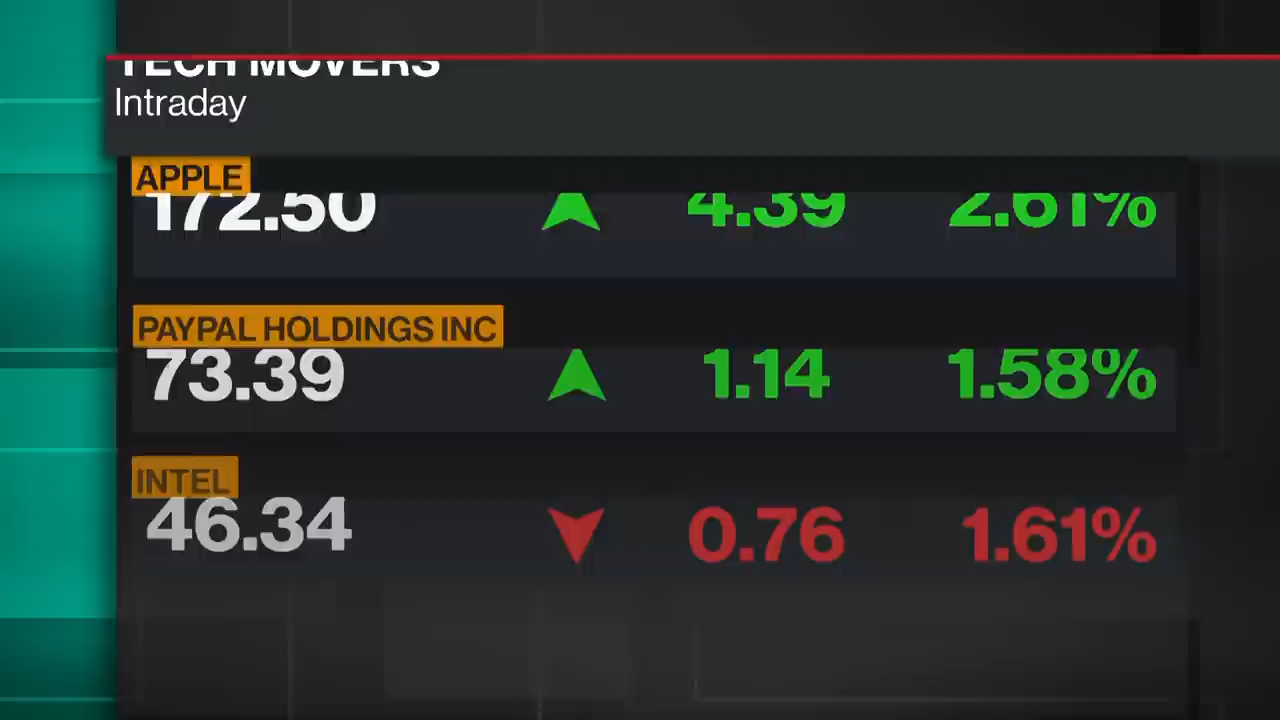 TECH MOVERS
Intraday
APPLE
172.50 4.39 2.61%
PAYPAL HOLDINGS INC
73.39 1.14 1.58%
INTEL
46.34 0.76 1.61%